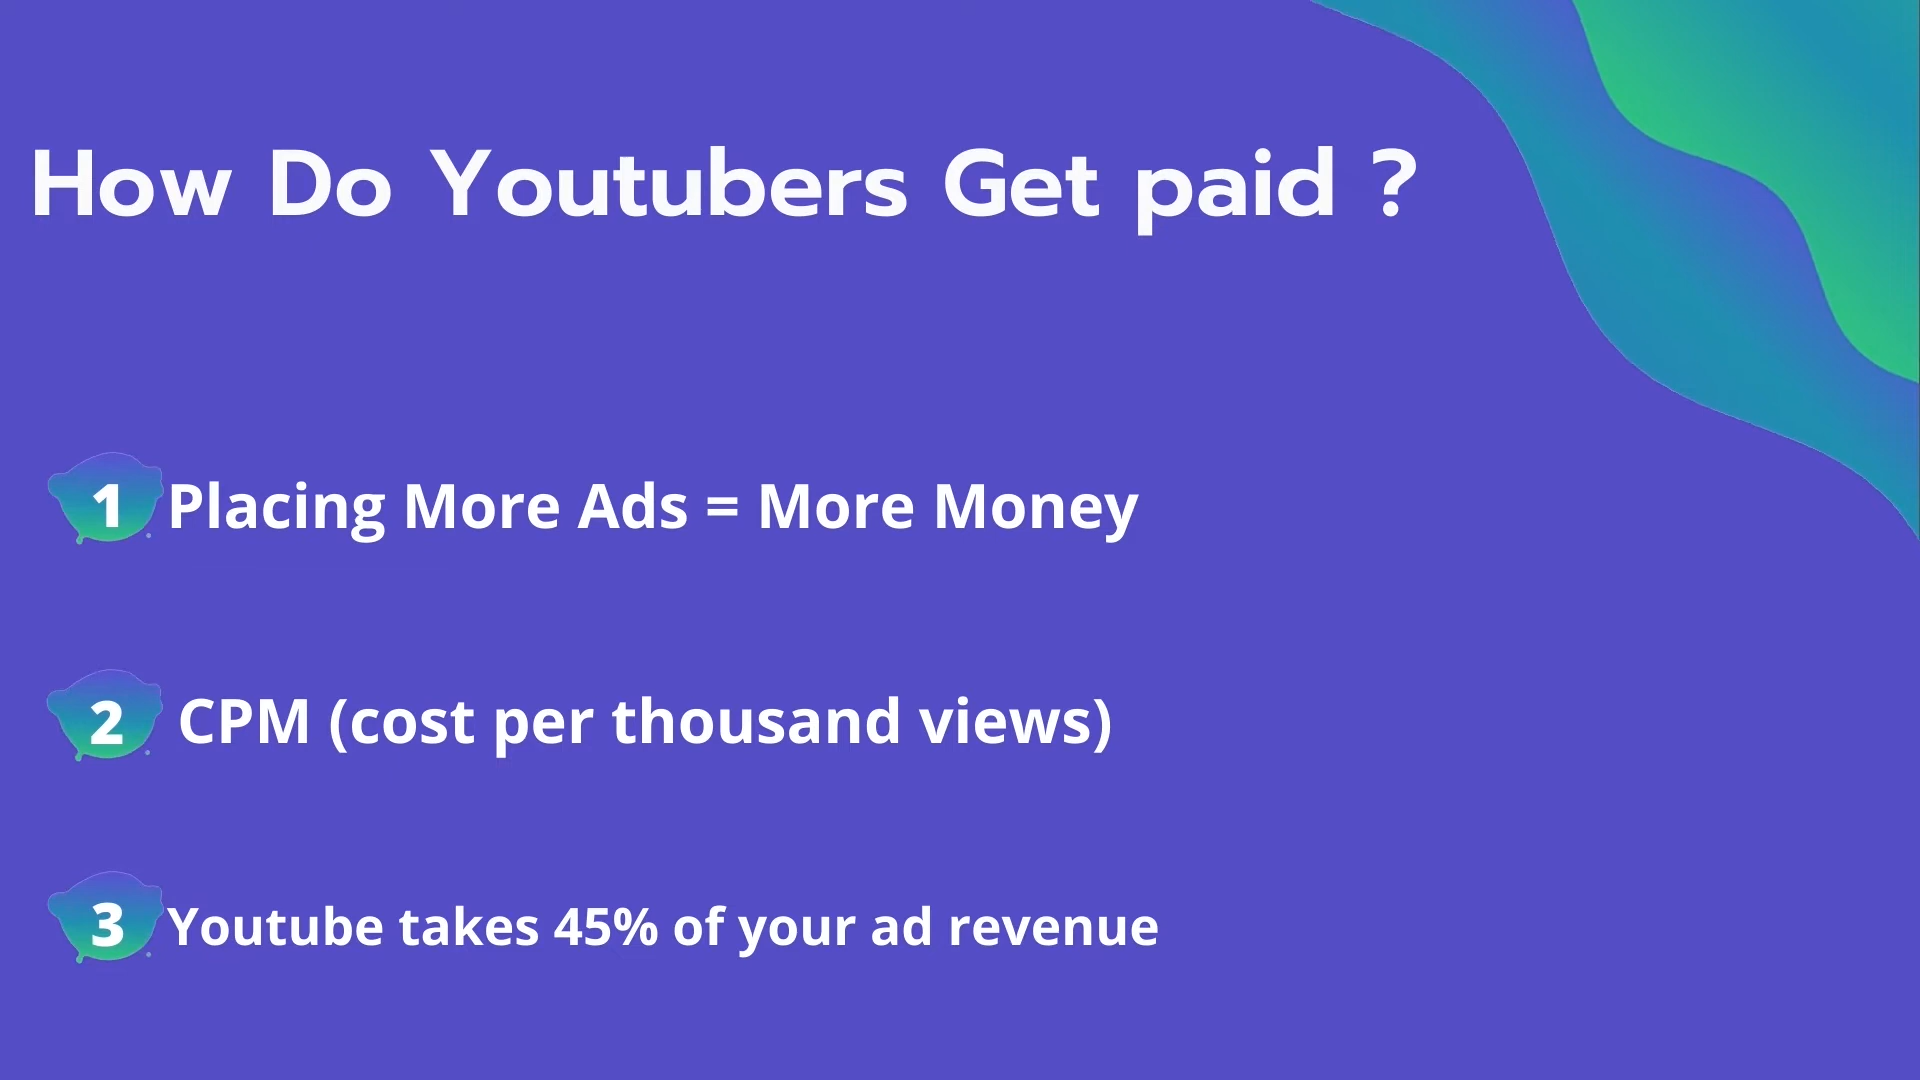 How Do Youtubers Get paid ?
1 Placing More Ads = More Money
2 CPM (cost per thousand views)
3 Youtube takes 45% of your ad revenue